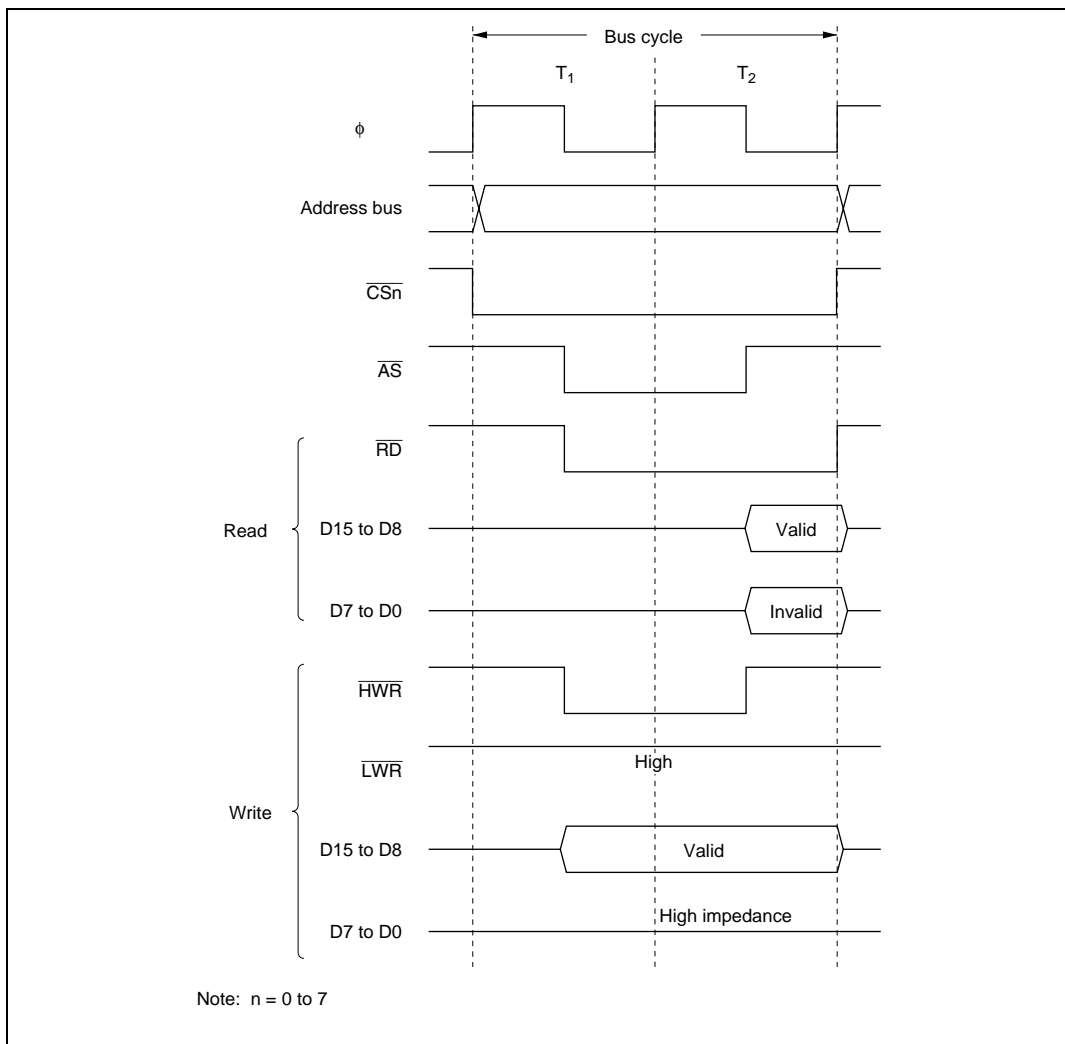 Bus cycle
T1 T2
φ
Address bus
CSn
AS
RD
Read
D15 to D8 Valid
D7 to D0 Invalid
HWR
LWR High
Write
D15 to D8 Valid
D7 to D0 High impedance
Note: n = 0 to 7